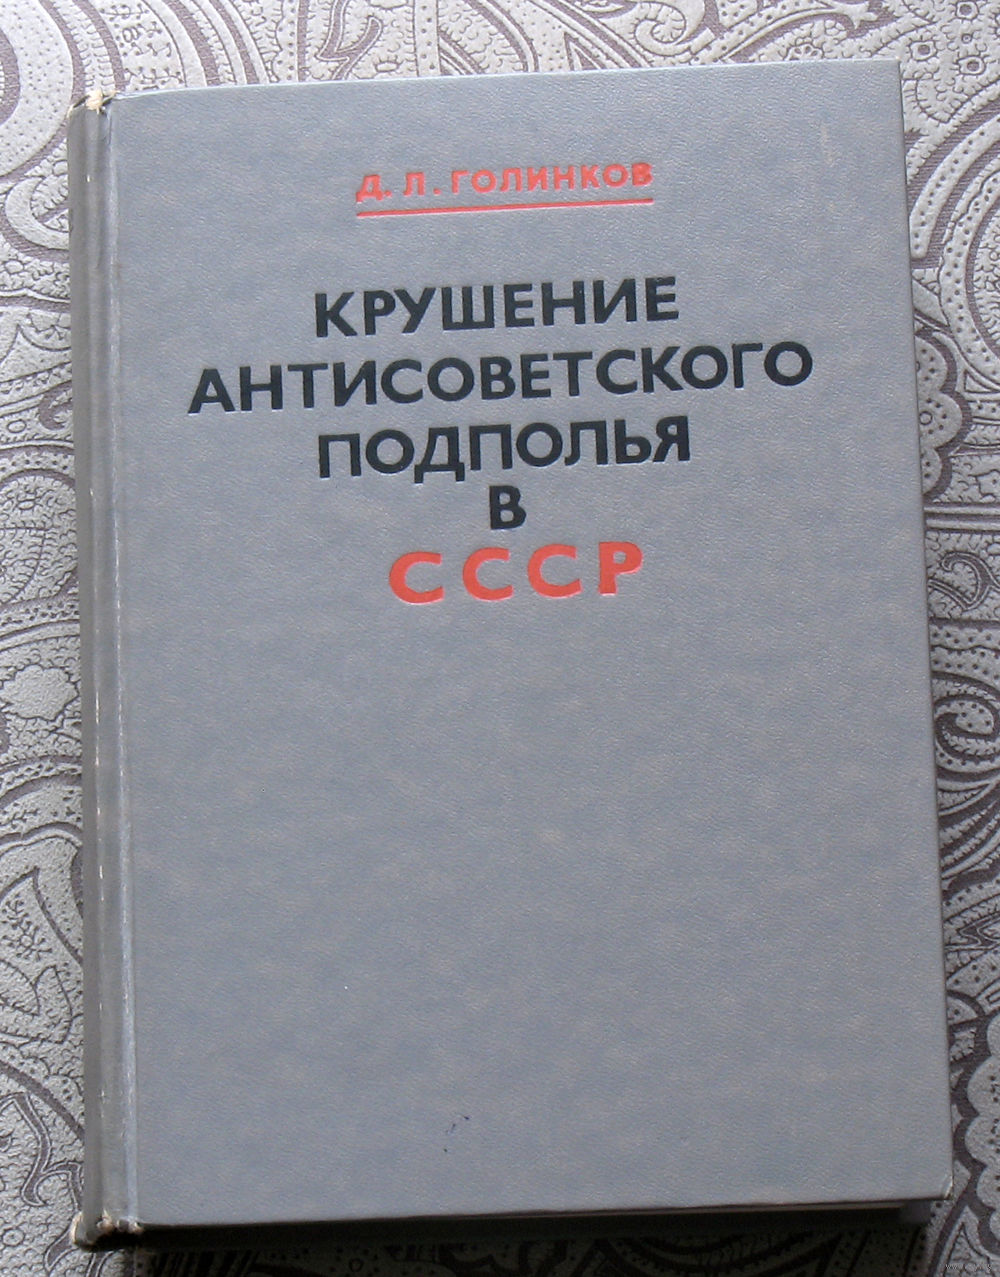 Д. Л. ГОЛИНКОВ
КРУШЕНИЕ
АНТИСОВЕТСКОГО
ПОДПОЛЬЯ
В
СССР